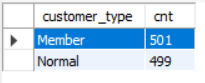 customer_type cnt
Member 501
Normal 499